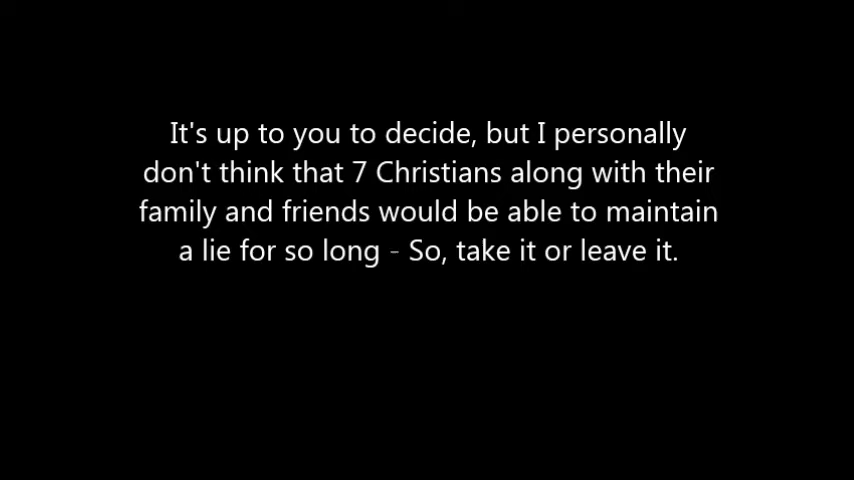 It's up to you to decide, but I personally
don't think that 7 Christians along with their
family and friends would be able to maintain
a lie for so long - So, take it or leave it.